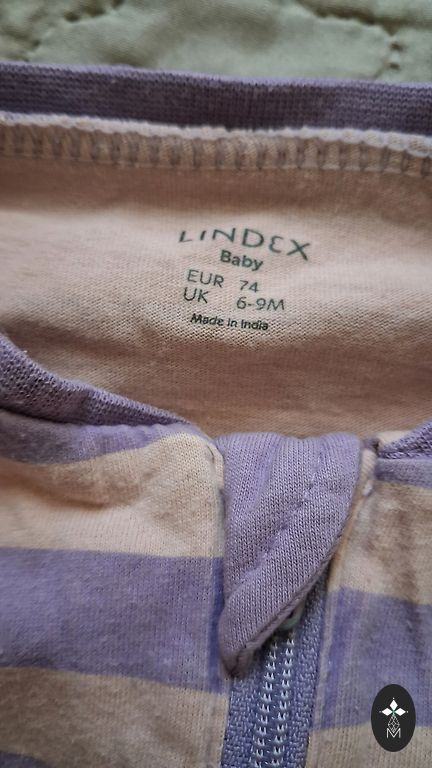 LINDEX
Baby
EUR 74
UK 6-9M
Made in India
M